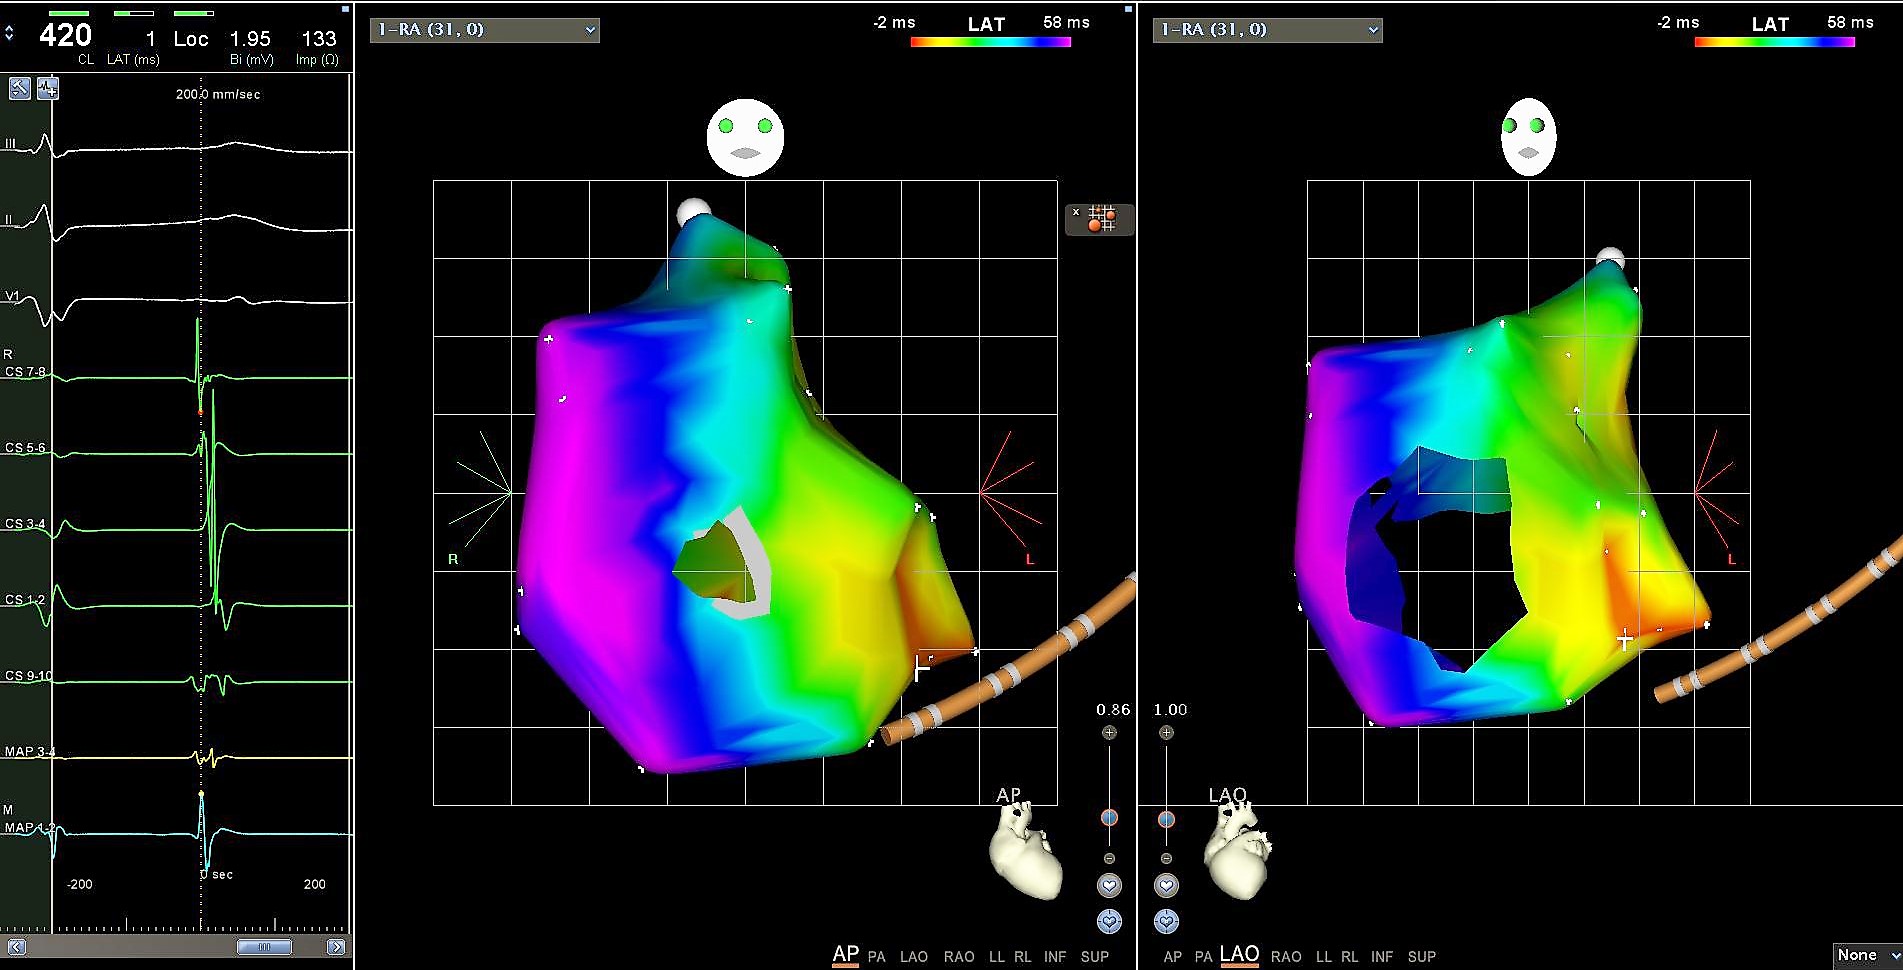 420 1 Loc 1.95 133
CL LAT (ms) Bi (mV) Imp (Ω)
200.0 mm/sec
III
II
V1
R
CS 7-8
CS 5-6
CS 3-4
CS 1-2
CS 9-10
MAP 3-4
M
MAP 1-2
0 sec
-200 200
1-RA (31, 0)
-2 ms LAT 58 ms
x
R
L
0.86
AP
AP PA LAO RAO LL RL INF SUP
1-RA (31, 0)
-2 ms LAT 58 ms
L
1.00
LAO
AP PA LAO RAO LL RL INF SUP
None